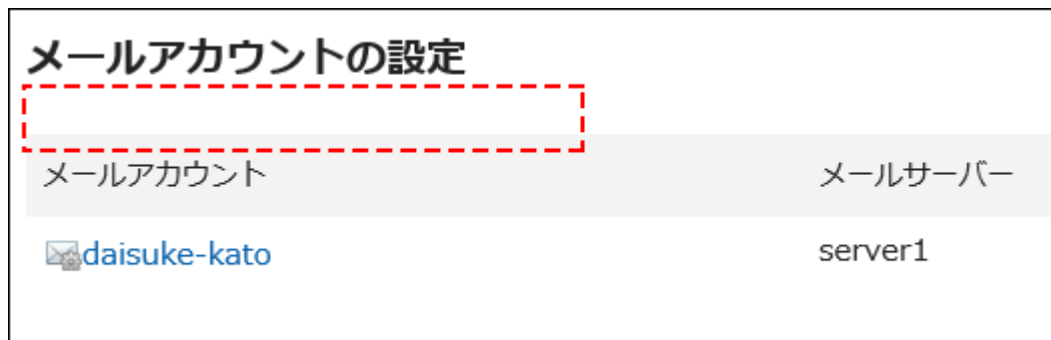 メールアカウントの設定
メールアカウント メールサーバー
daisuke-kato server1